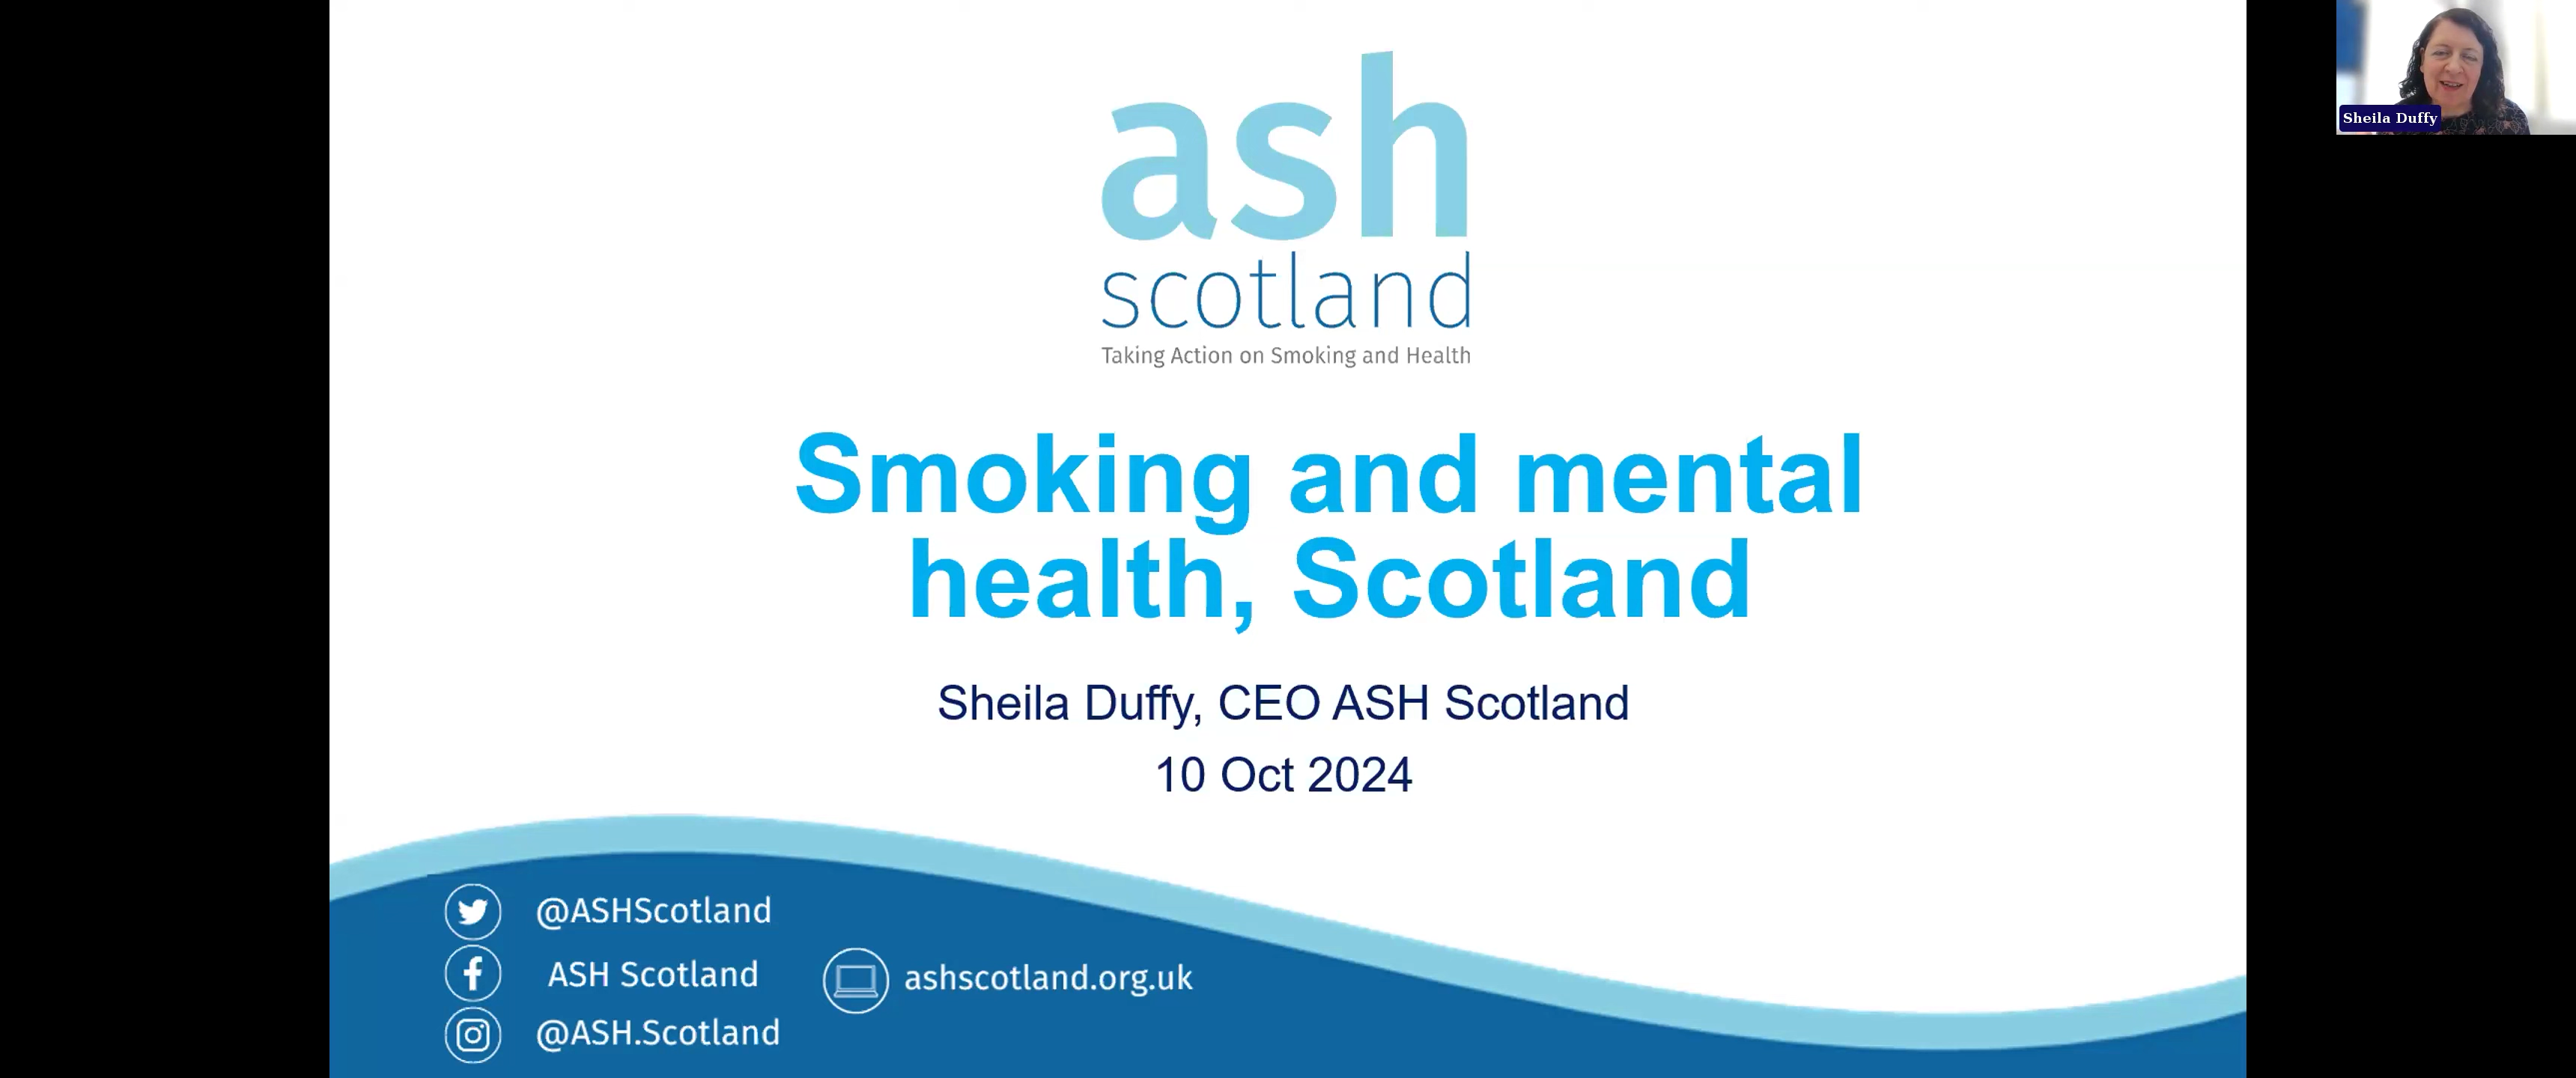 ash
scotland
Taking Action on Smoking and Health
Sheila Duffy
Smoking and mental
health, Scotland
Sheila Duffy, CEO ASH Scotland
10 Oct 2024
@ASHScotland
ASH Scotland
ashscotland.org.uk
@ASH.Scotland